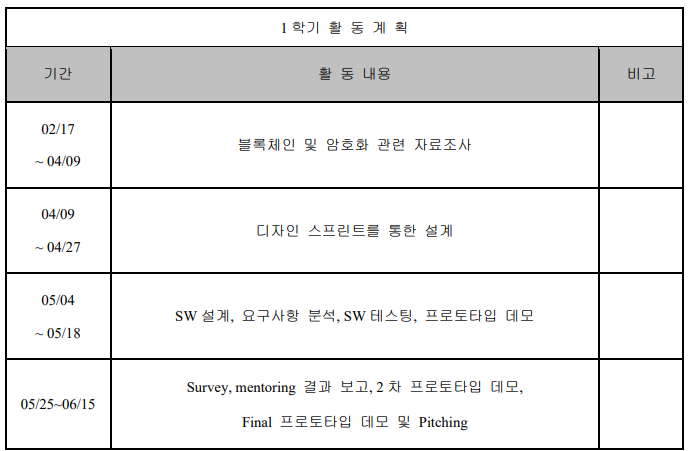 1 학기 활 동 계 획
기간 활 동 내용 비고
02/17
~ 04/09
블록체인 및 암호화 관련 자료조사
04/09
~ 04/27
디자인 스프린트를 통한 설계
05/04
~ 05/18
SW 설계, 요구사항 분석, SW 테스팅, 프로토타입 데모
05/25~06/15
Survey, mentoring 결과 보고, 2 차 프로토타입 데모,
Final 프로토타입 데모 및 Pitching